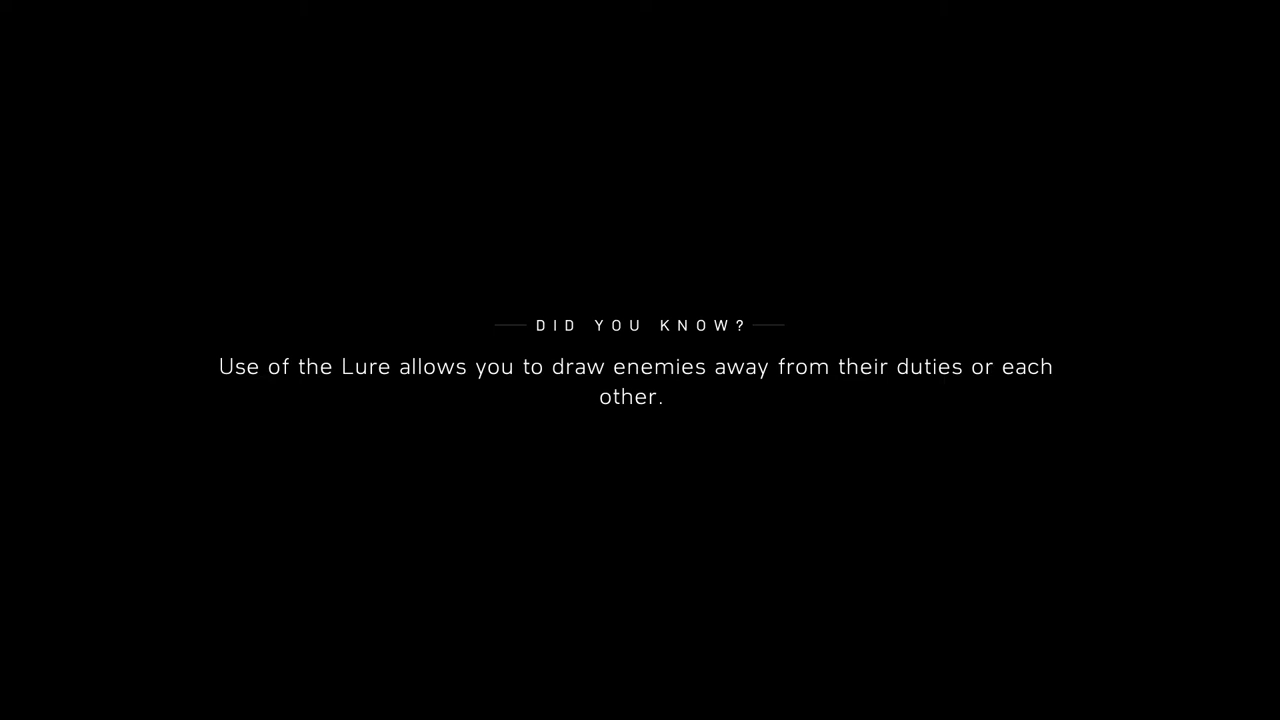 DID YOU KNOW?
Use of the Lure allows you to draw enemies away from their duties or each
other.